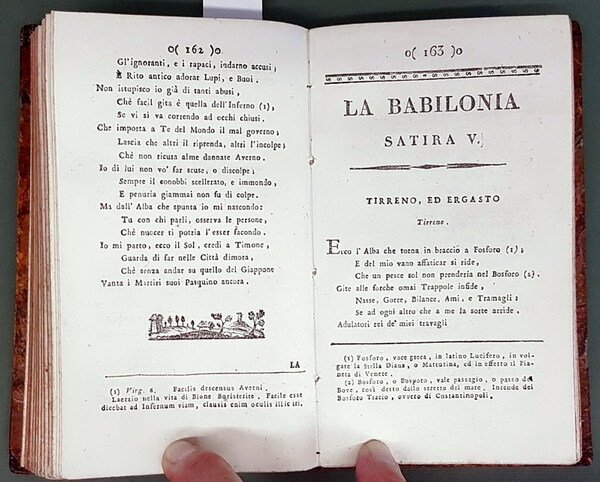 0( 162 )0
Gl'ignoranti, e i rapaci, indarno accusi;
È Rito antico adorar Lupi, e Buoi.
Non istupisco io già di tanti abusi,
Chè facil gita è quella dell'Inferno (1),
Se vi si va correndo ad occhi chiusi.
Che importa a Te del Mondo il mal governo;
Lascia che altri il riprenda, altri l'incolpe;
Chè non ricusa alme dannate Averno.
Io di lui non vo' far scuse, o discolpe;
Sempre il conobbi scellerato, e immondo,
E penuria giammai non fu di colpe.
Ma dall'Alba che spunta io mi nascondo:
Tu con chi parli, osserva le persone;
Chè nuocer ti potria l'esser facondo.
Io mi parto, ecco il Sol, credi a Timone,
Guarda di far nelle Città dimora,
Chè senza andar su quello del Giappone
Vanta i Martiri suoi Pasquino ancora.
LA
(1) Virg. 6. Facilis descensus Averni.
Laerzio nella vita di Bione Boristerite. Facile esse
dicebat ad Infernum viam, clausis enim oculis illic iri.
0( 163 )0
LA BABILONIA
SATIRA V.
TIRRENO, ED ERGASTO
Tirreno.
Ecco l'Alba che torna in braccio a Fosforo (1);
E del mio vano affaticar si ride,
Che un pesce sol non prenderia nel Bosforo (2).
Gite alle forche omai Trappole infide,
Nasse, Gorre, Bilance, Ami, e Tramagli:
Se ad ogni altro che a me la sorte arride.
Adulatori rei de' miei travagli
(1) Fosforo, voce greca, in latino Lucifero, in vol-
gare la Stella Diana, o Mattutina, ed in effetto il Pia-
neta di Venere.
(2) Bosforo, o Bosporo, vale passagio, o passo del
Bove, così detto dallo stretto del mare. Intende del
Bosforo Tracio, ovvero di Costantinopoli.